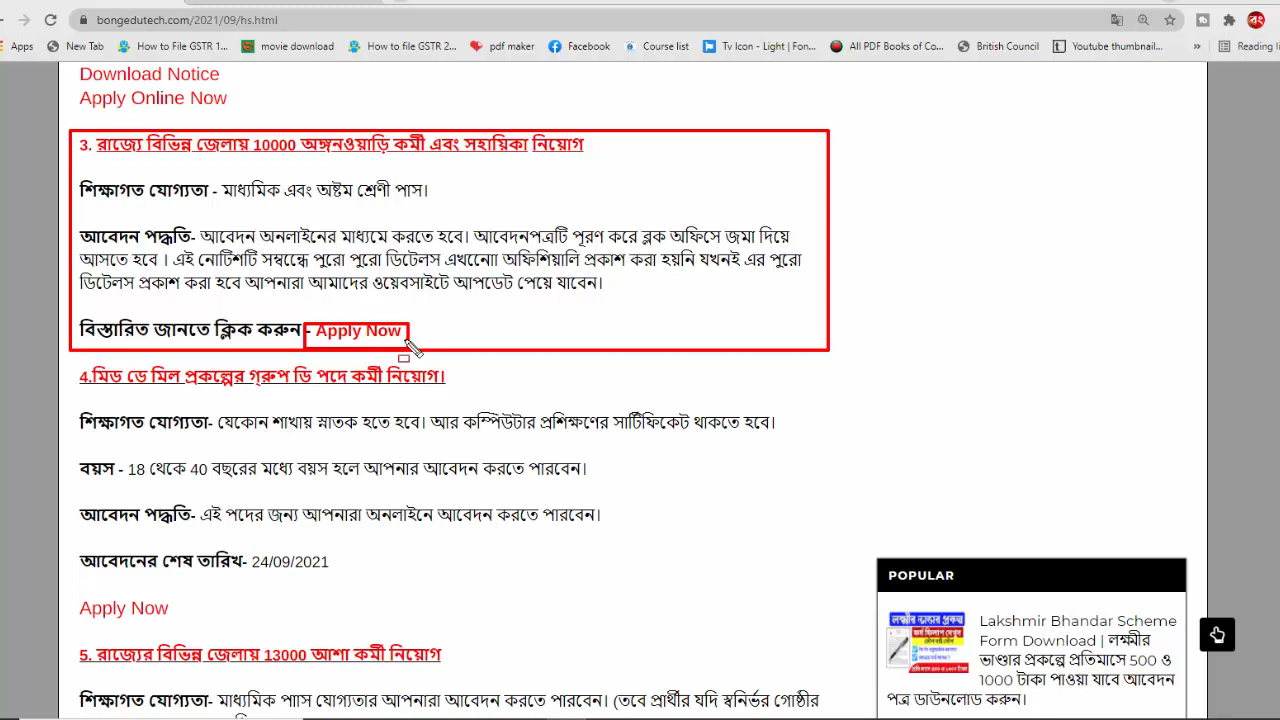 bongedutech.com/2021/09/hs.html
Apps
New Tab
How to File GSTR 1...
movie download
How to file GSTR 2...
pdf maker
Facebook
Course list
Tv Icon - Light | Fon...
All PDF Books of Co...
British Council
Youtube thumbnail...
»
Reading li
Download Notice
Apply Online Now
3. রাজ্যে বিভিন্ন জেলায় 10000 অঙ্গনওয়াড়ি কর্মী এবং সহায়িকা নিয়োগ
শিক্ষাগত যোগ্যতা - মাধ্যমিক এবং অষ্টম শ্রেণী পাস।
আবেদন পদ্ধতি- আবেদন অনলাইনের মাধ্যমে করতে হবে। আবেদনপত্রটি পূরণ করে ব্লক অফিসে জমা দিয়ে
আসতে হবে । এই নোটিশটি সম্বন্ধে পুরো পুরো ডিটেলস এখনো অফিশিয়ালি প্রকাশ করা হয়নি যখনই এর পুরো
ডিটেলস প্রকাশ করা হবে আপনারা আমাদের ওয়েবসাইটে আপডেট পেয়ে যাবেন।
বিস্তারিত জানতে ক্লিক করুন - Apply Now
4.মিড ডে মিল প্রকল্পের গ্রুপ ডি পদে কর্মী নিয়োগ।
শিক্ষাগত যোগ্যতা- যেকোন শাখায় স্নাতক হতে হবে। আর কম্পিউটার প্রশিক্ষণের সার্টিফিকেট থাকতে হবে।
বয়স - 18 থেকে 40 বছরের মধ্যে বয়স হলে আপনার আবেদন করতে পারবেন।
আবেদন পদ্ধতি- এই পদের জন্য আপনারা অনলাইনে আবেদন করতে পারবেন।
আবেদনের শেষ তারিখ- 24/09/2021
Apply Now
5. রাজ্যের বিভিন্ন জেলায় 13000 আশা কর্মী নিয়োগ
শিক্ষাগত যোগ্যতা- মাধ্যমিক পাাস যোগ্যতার আপনারা আবেদন করতে পারবেন। (তবে প্রার্থীর যদি স্বনির্ভর গোষ্ঠীর
POPULAR
লক্ষ্মীর ভান্ডার প্রকল্প
Lakshmir Bhandar Scheme
Form Download | লক্ষ্মীর
ভাণ্ডার প্রকল্পে প্রতিমাসে 500 ও
1000 টাকা পাওয়া যাবে আবেদন
পত্র ডাউনলোড করুন।